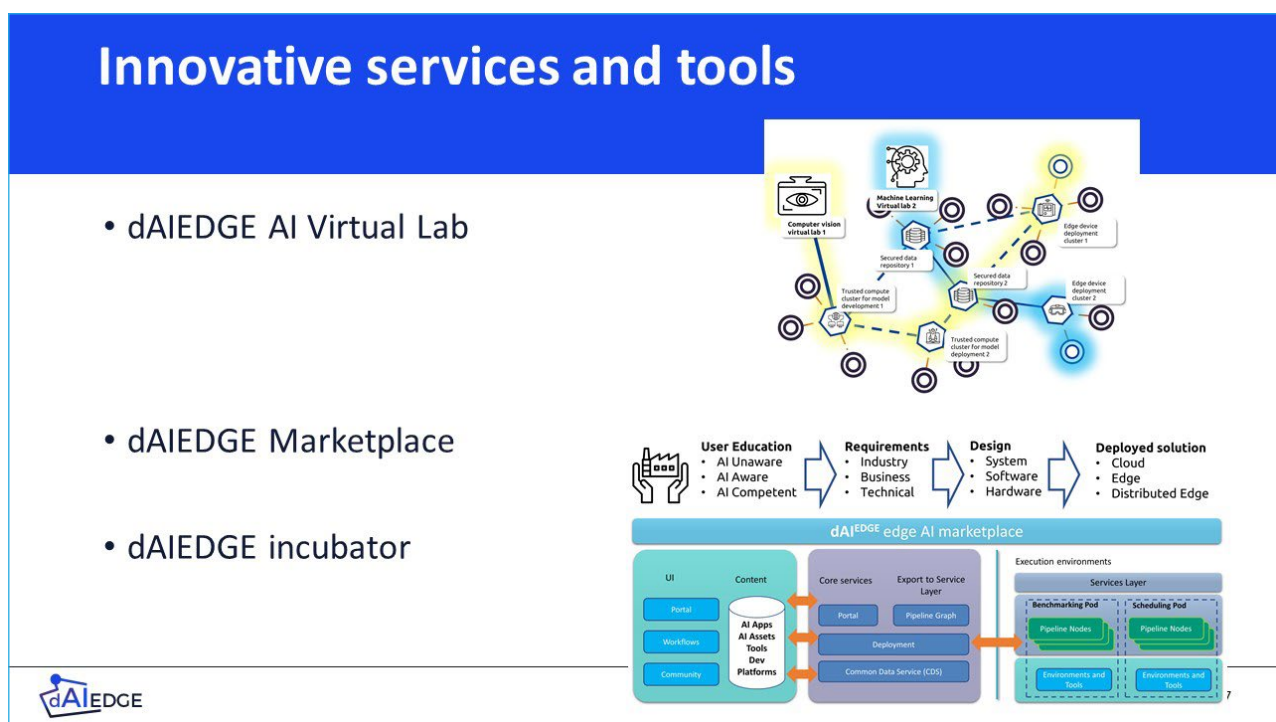 Innovative services and tools
• dAIEDGE AI Virtual Lab
• dAIEDGE Marketplace
• dAIEDGE incubator
Computer vision
virtual lab 1
Machine Learning
Virtual lab 2
Secured data
repository 1
Edge device
deployment
cluster 1
Secured data
repository 2
Edge device
deployment
cluster 2
Trusted compute
cluster for model
development 1
Trusted compute
cluster for model
deployment 2
User Education
• AI Unaware
• AI Aware
• AI Competent
Requirements
• Industry
• Business
• Technical
Design
• System
• Software
• Hardware
Deployed solution
• Cloud
• Edge
• Distributed Edge
dAIEDGE edge AI marketplace
UI
Portal
Workflows
Community
Content
AI Apps
AI Assets
Tools
Dev
Platforms
Core services
Export to Service
Layer
Portal
Pipeline Graph
Deployment
Common Data Service (CDS)
Execution environments
Services Layer
Benchmarking Pod
Scheduling Pod
Pipeline Nodes
Pipeline Nodes
Environments and
Tools
Environments and
Tools
dAIEDGE
7